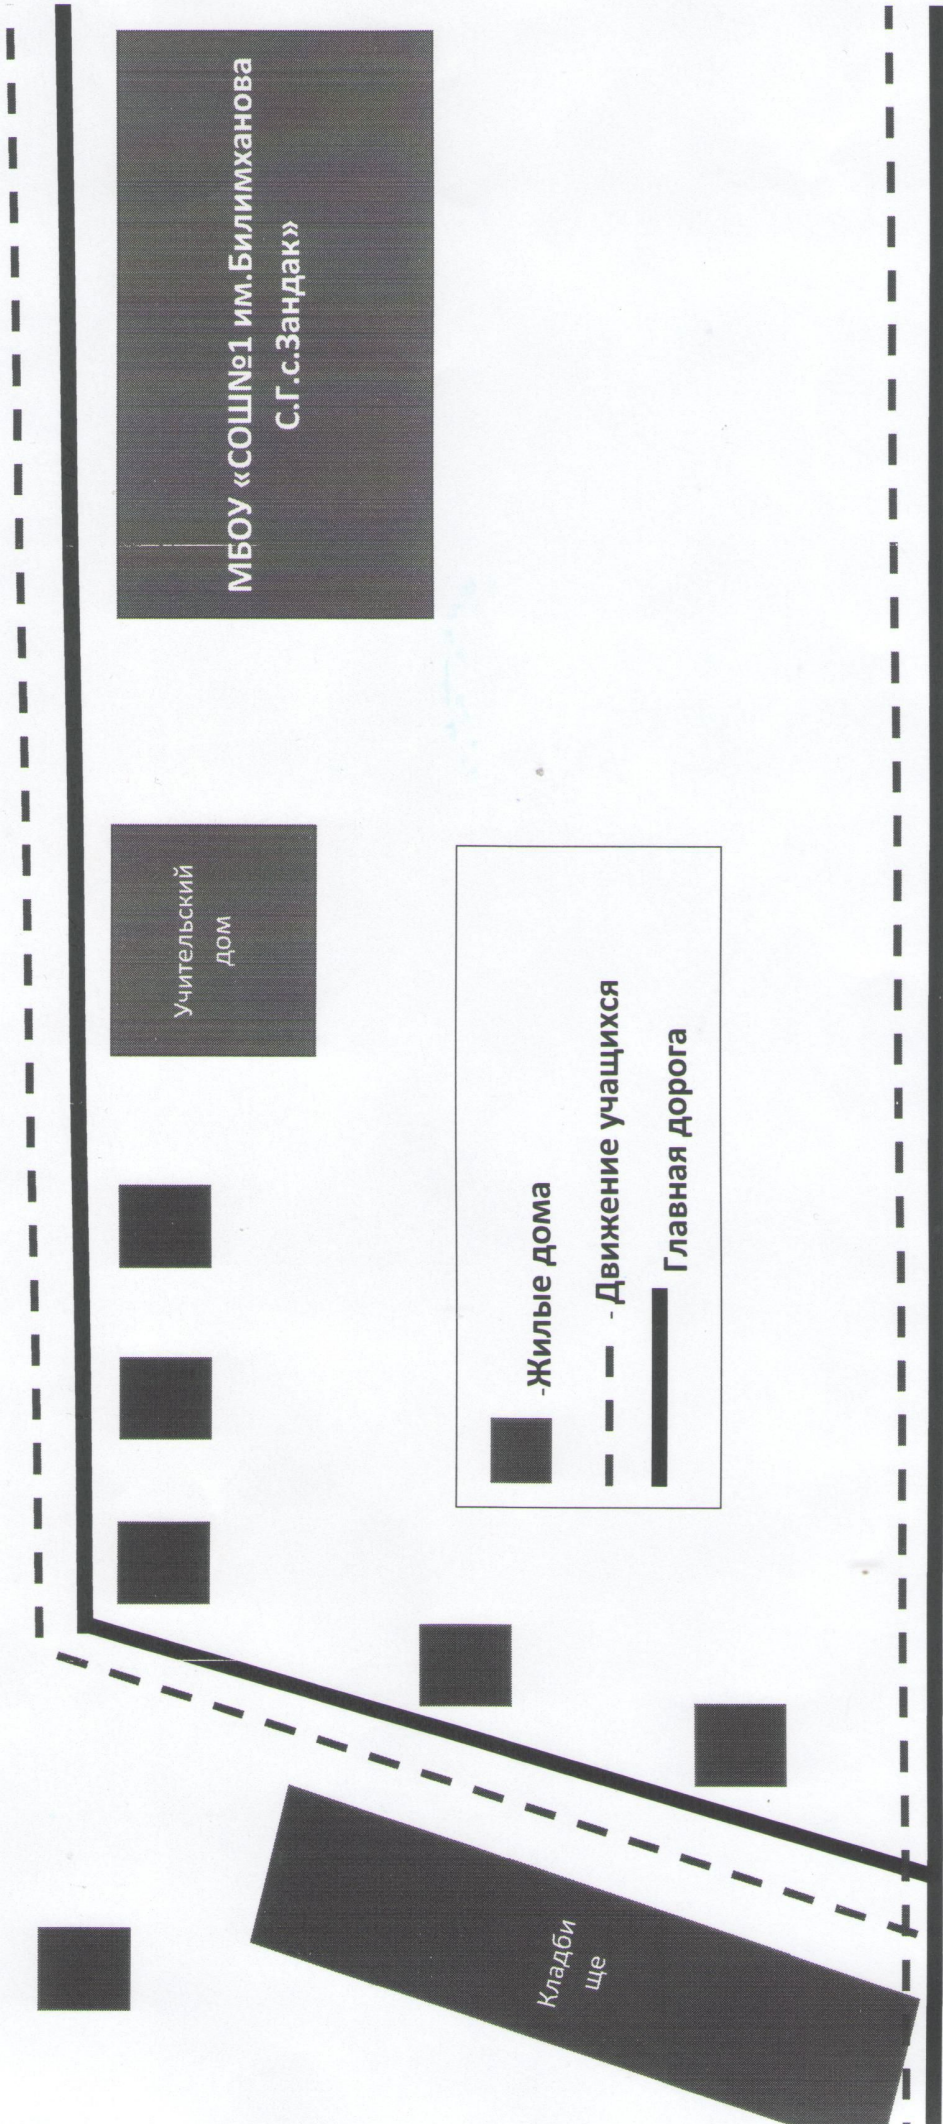 МБОУ «СОШ№1 им.Билимханова
С.Г.с.Зандак»
Учительский
дом
-Жилые дома
- Движение учащихся
Главная дорога
Кладби
ще